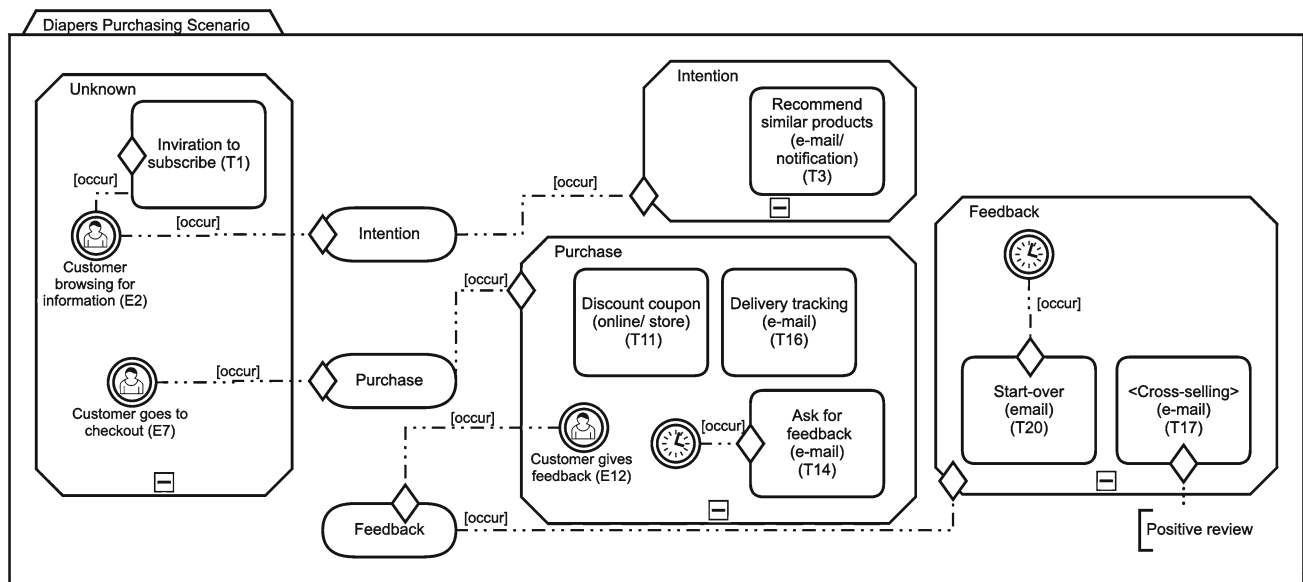 Diapers Purchasing Scenario
Unknown
Inviration to
subscribe (T1)
[occur]
[occur]
Customer
browsing for
information (E2)
[occur]
Customer goes to
checkout (E7)
Intention
Purchase
Feedback
[occur]
[occur]
[occur]
[occur]
Intention
Recommend
similar products
(e-mail/
notification)
(T3)
Purchase
Discount coupon
(online/ store)
(T11)
Delivery tracking
(e-mail)
(T16)
Customer gives
feedback (E12)
[occur]
Ask for
feedback
(e-mail)
(T14)
Feedback
[occur]
Start-over
(email)
(T20)
<Cross-selling>
(e-mail)
(T17)
Positive review